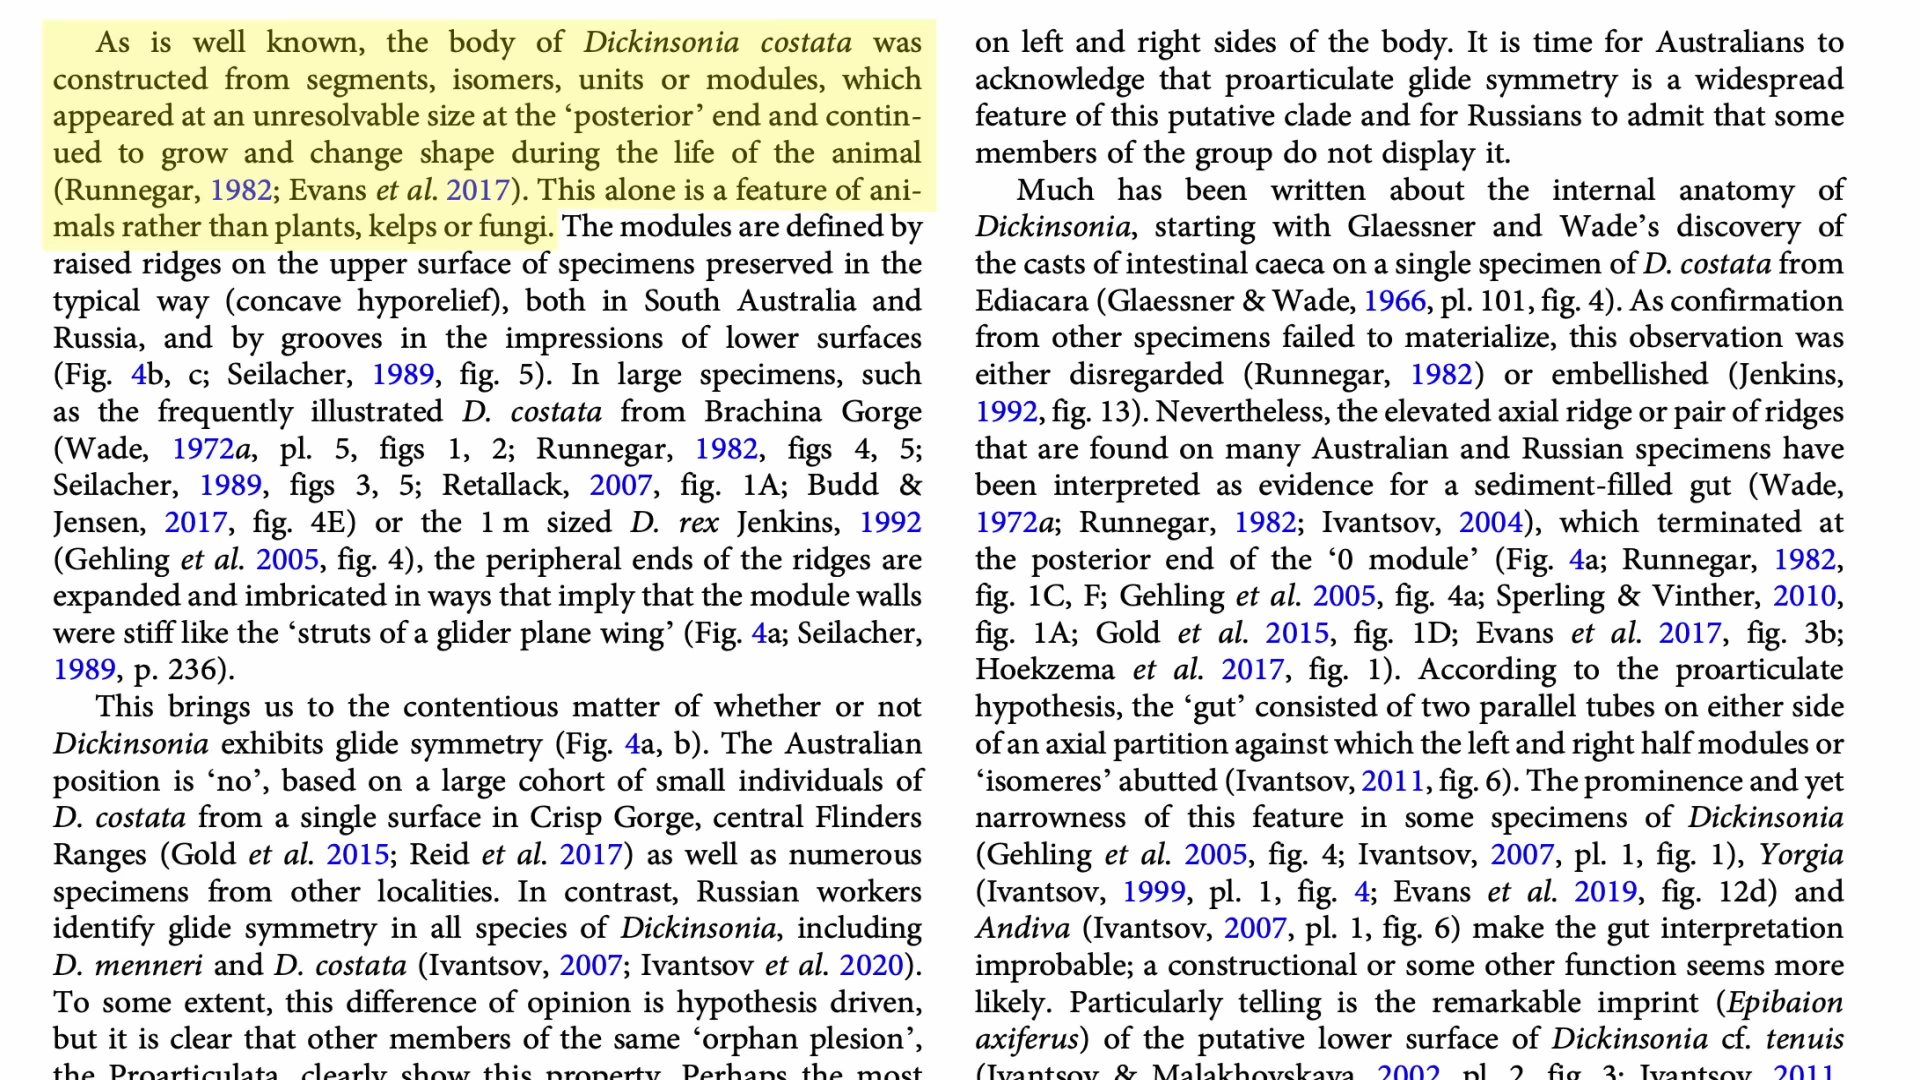 As is well known, the body of Dickinsonia costata was
constructed from segments, isomers, units or modules, which
appeared at an unresolvable size at the ‘posterior’ end and contin-
ued to grow and change shape during the life of the animal
(Runnegar, 1982; Evans et al. 2017). This alone is a feature of ani-
mals rather than plants, kelps or fungi. The modules are defined by
raised ridges on the upper surface of specimens preserved in the
typical way (concave hyporelief), both in South Australia and
Russia, and by grooves in the impressions of lower surfaces
(Fig. 4b, c; Seilacher, 1989, fig. 5). In large specimens, such
as the frequently illustrated D. costata from Brachina Gorge
(Wade, 1972a, pl. 5, figs 1, 2; Runnegar, 1982, figs 4, 5;
Seilacher, 1989, figs 3, 5; Retallack, 2007, fig. 1A; Budd &
Jensen, 2017, fig. 4E) or the 1 m sized D. rex Jenkins, 1992
(Gehling et al. 2005, fig. 4), the peripheral ends of the ridges are
expanded and imbricated in ways that imply that the module walls
were stiff like the ‘struts of a glider plane wing’ (Fig. 4a; Seilacher,
1989, p. 236).
This brings us to the contentious matter of whether or not
Dickinsonia exhibits glide symmetry (Fig. 4a, b). The Australian
position is ‘no’, based on a large cohort of small individuals of
D. costata from a single surface in Crisp Gorge, central Flinders
Ranges (Gold et al. 2015; Reid et al. 2017) as well as numerous
specimens from other localities. In contrast, Russian workers
identify glide symmetry in all species of Dickinsonia, including
D. menneri and D. costata (Ivantsov, 2007; Ivantsov et al. 2020).
To some extent, this difference of opinion is hypothesis driven,
but it is clear that other members of the same ‘orphan plesion’,
the Proarticulata, clearly show this property. Perhaps the most
on left and right sides of the body. It is time for Australians to
acknowledge that proarticulate glide symmetry is a widespread
feature of this putative clade and for Russians to admit that some
members of the group do not display it.
Much has been written about the internal anatomy of
Dickinsonia, starting with Glaessner and Wade’s discovery of
the casts of intestinal caeca on a single specimen of D. costata from
Ediacara (Glaessner & Wade, 1966, pl. 101, fig. 4). As confirmation
from other specimens failed to materialize, this observation was
either disregarded (Runnegar, 1982) or embellished (Jenkins,
1992, fig. 13). Nevertheless, the elevated axial ridge or pair of ridges
that are found on many Australian and Russian specimens have
been interpreted as evidence for a sediment-filled gut (Wade,
1972a; Runnegar, 1982; Ivantsov, 2004), which terminated at
the posterior end of the ‘0 module’ (Fig. 4a; Runnegar, 1982,
fig. 1C, F; Gehling et al. 2005, fig. 4a; Sperling & Vinther, 2010,
fig. 1A; Gold et al. 2015, fig. 1D; Evans et al. 2017, fig. 3b;
Hoekzema et al. 2017, fig. 1). According to the proarticulate
hypothesis, the ‘gut’ consisted of two parallel tubes on either side
of an axial partition against which the left and right half modules or
‘isomeres’ abutted (Ivantsov, 2011, fig. 6). The prominence and yet
narrowness of this feature in some specimens of Dickinsonia
(Gehling et al. 2005, fig. 4; Ivantsov, 2007, pl. 1, fig. 1), Yorgia
(Ivantsov, 1999, pl. 1, fig. 4; Evans et al. 2019, fig. 12d) and
Andiva (Ivantsov, 2007, pl. 1, fig. 6) make the gut interpretation
improbable; a constructional or some other function seems more
likely. Particularly telling is the remarkable imprint (Epibaion
axiferus) of the putative lower surface of Dickinsonia cf. tenuis
(Ivantsov & Malakhovskaya, 2002, pl. 2, fig. 3; Ivantsov, 2011,